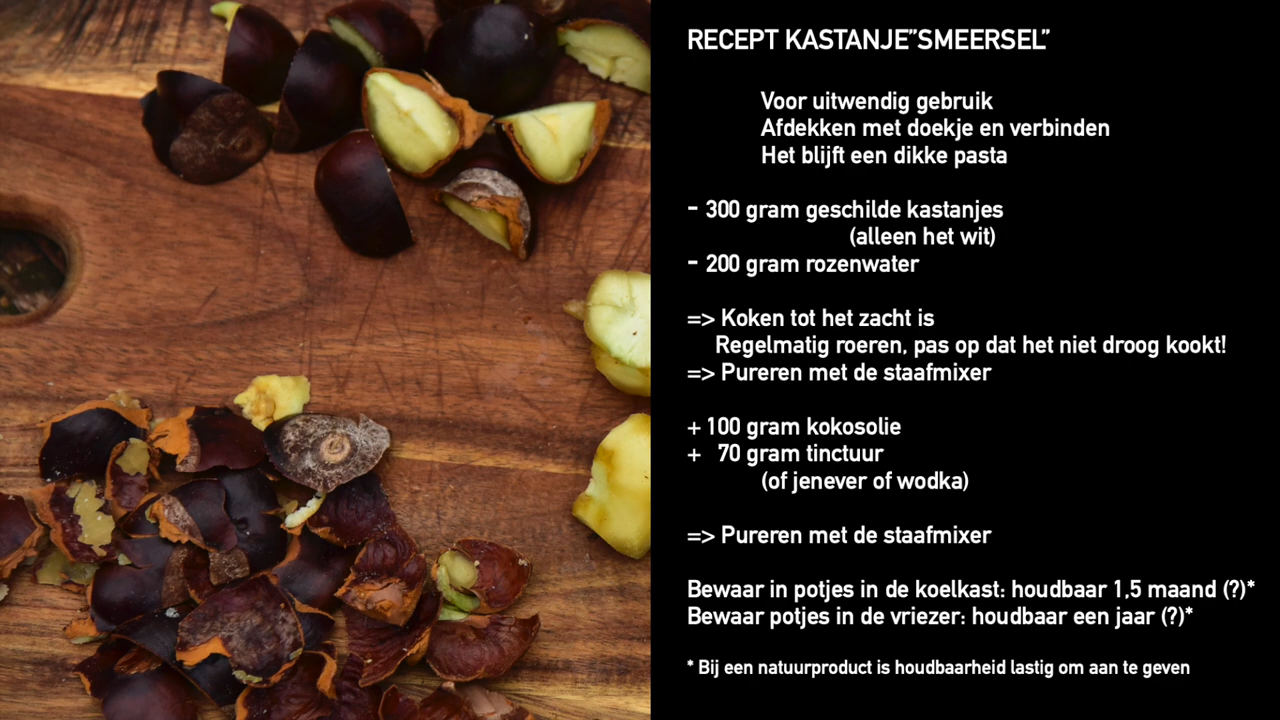 RECEPT KASTANJE”SMEERSEL”
Voor uitwendig gebruik
Afdekken met doekje en verbinden
Het blijft een dikke pasta
- 300 gram geschilde kastanjes
(alleen het wit)
- 200 gram rozenwater
=> Koken tot het zacht is
Regelmatig roeren, pas op dat het niet droog kookt!
=> Pureren met de staafmixer
+ 100 gram kokosolie
+ 70 gram tinctuur
(of jenever of wodka)
=> Pureren met de staafmixer
Bewaar in potjes in de koelkast: houdbaar 1,5 maand (?)*
Bewaar potjes in de vriezer: houdbaar een jaar (?)*
* Bij een natuurproduct is houdbaarheid lastig om aan te geven